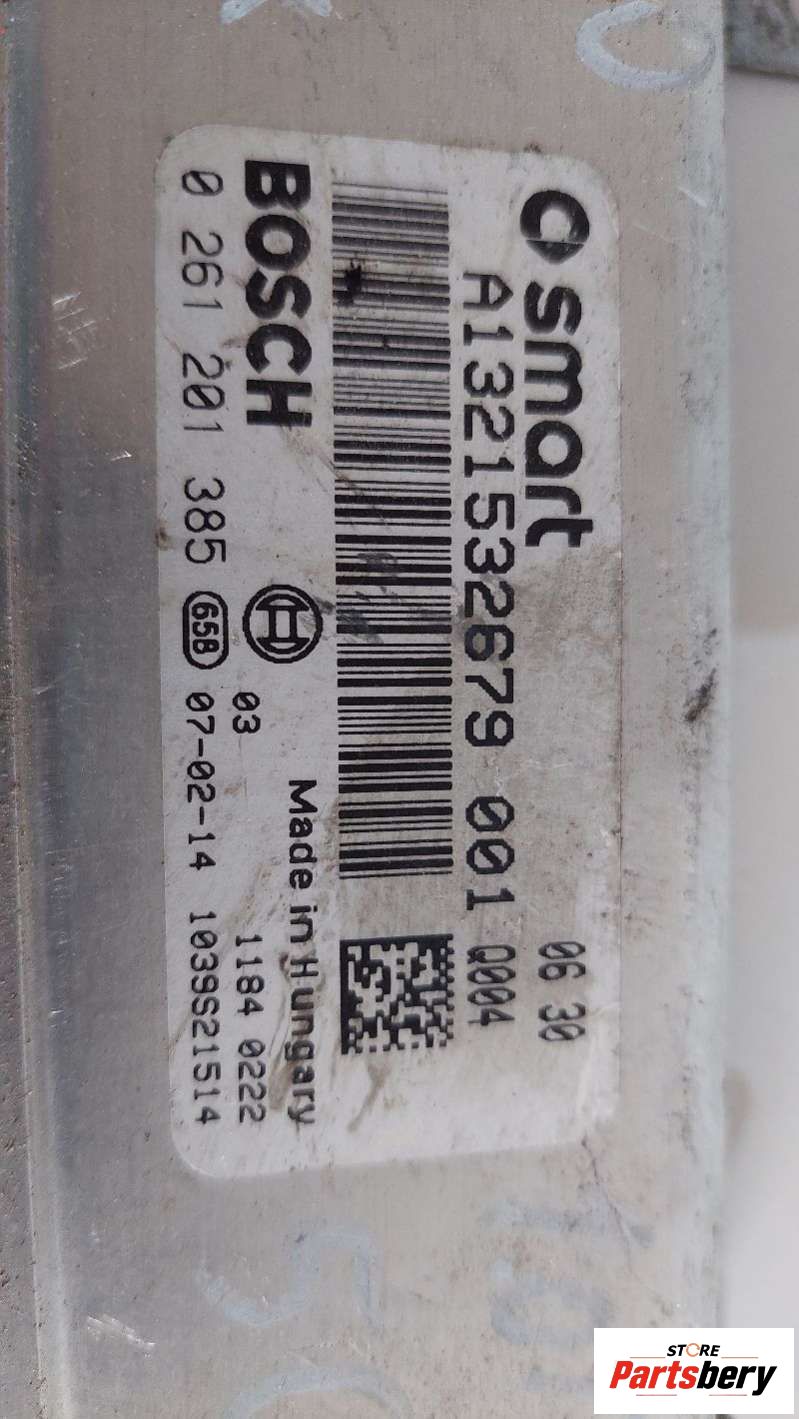 smart
06 30
A1321532679 001 Q004
BOSCH
Made in Hungary
03
1184 0222
0 261 201 385 65B 07-02-14 1039S21514
STORE
Partsbery